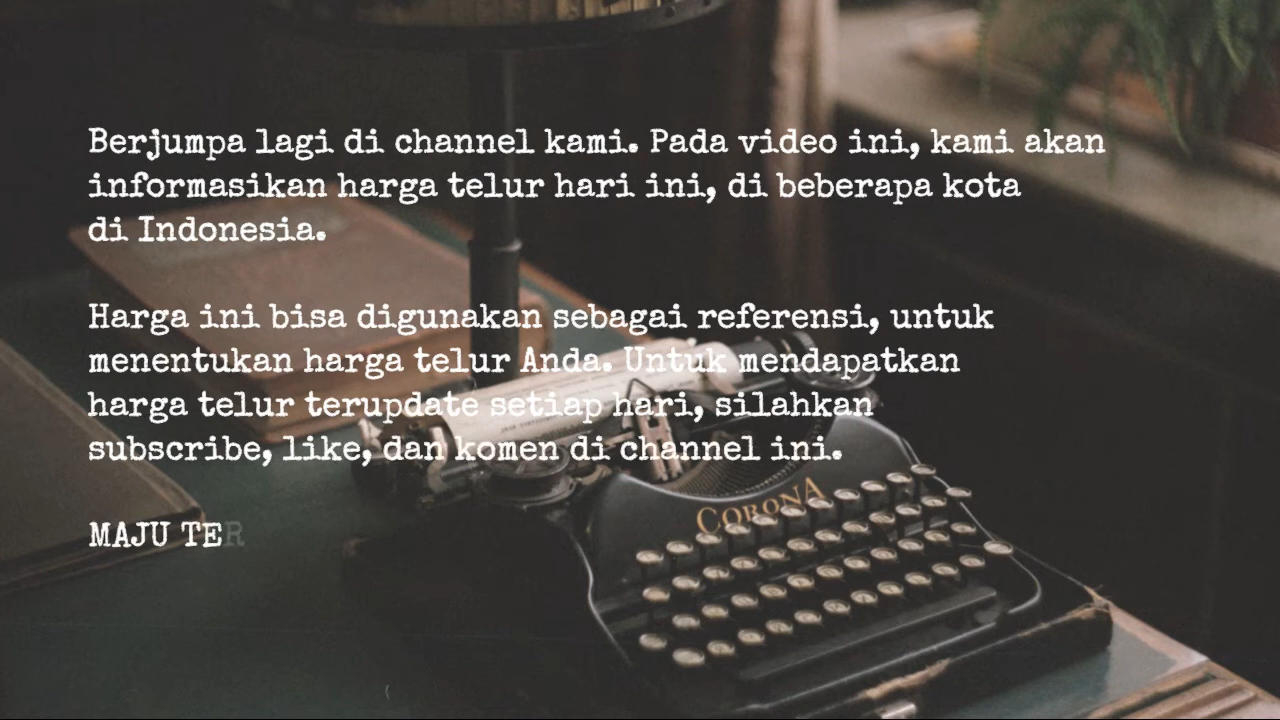 Berjumpa lagi di channel kami. Pada video ini, kami akan
informasikan harga telur hari ini, di beberapa kota
di Indonesia.
Harga ini bisa digunakan sebagai referensi, untuk
menentukan harga telur Anda. Untuk mendapatkan
harga telur terupdate setiap hari, silahkan
subscribe, like, dan komen di channel ini.
MAJU TER
CORONA